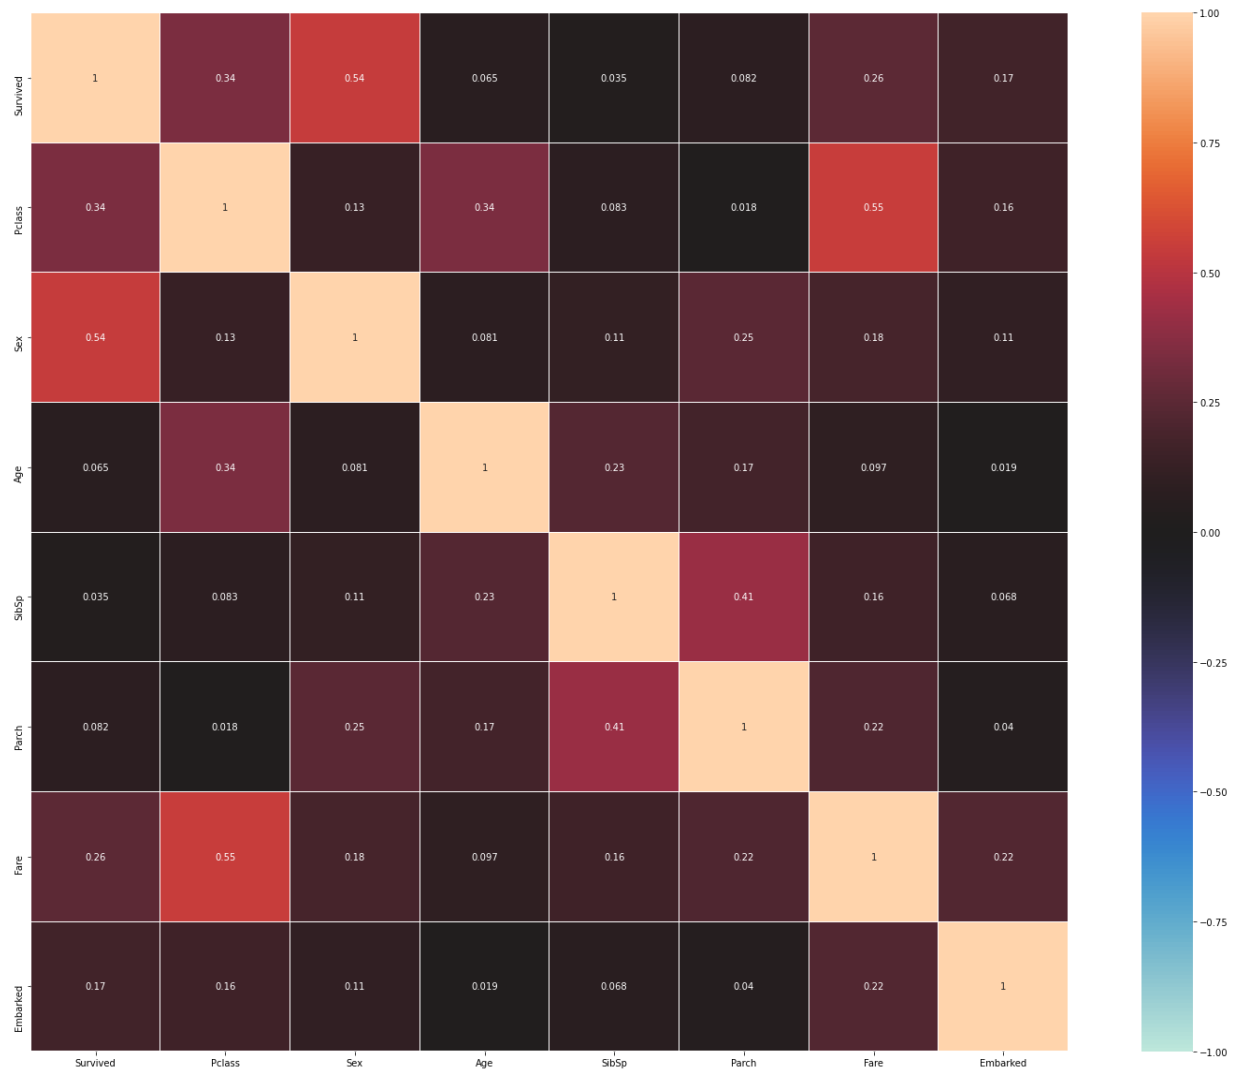 Survived 1 0.34 0.54 0.065 0.035 0.082 0.26 0.17
Pclass 0.34 1 0.13 0.34 0.083 0.018 0.55 0.16
Sex 0.54 0.13 1 0.081 0.11 0.25 0.18 0.11
Age 0.065 0.34 0.081 1 0.23 0.17 0.097 0.019
SibSp 0.035 0.083 0.11 0.23 1 0.41 0.16 0.068
Parch 0.082 0.018 0.25 0.17 0.41 1 0.22 0.04
Fare 0.26 0.55 0.18 0.097 0.16 0.22 1 0.22
Embarked 0.17 0.16 0.11 0.019 0.068 0.04 0.22 1
Survived Pclass Sex Age SibSp Parch Fare Embarked
1.00
0.75
0.50
0.25
0.00
−0.25
−0.50
−0.75
−1.00